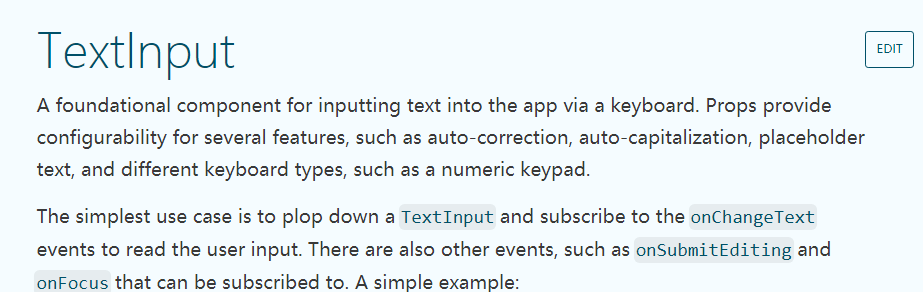 TextInput
EDIT
A foundational component for inputting text into the app via a keyboard. Props provide
configurability for several features, such as auto-correction, auto-capitalization, placeholder
text, and different keyboard types, such as a numeric keypad.
The simplest use case is to plop down a TextInput and subscribe to the onChangeText
events to read the user input. There are also other events, such as onSubmitEditing and
onFocus that can be subscribed to. A simple example: